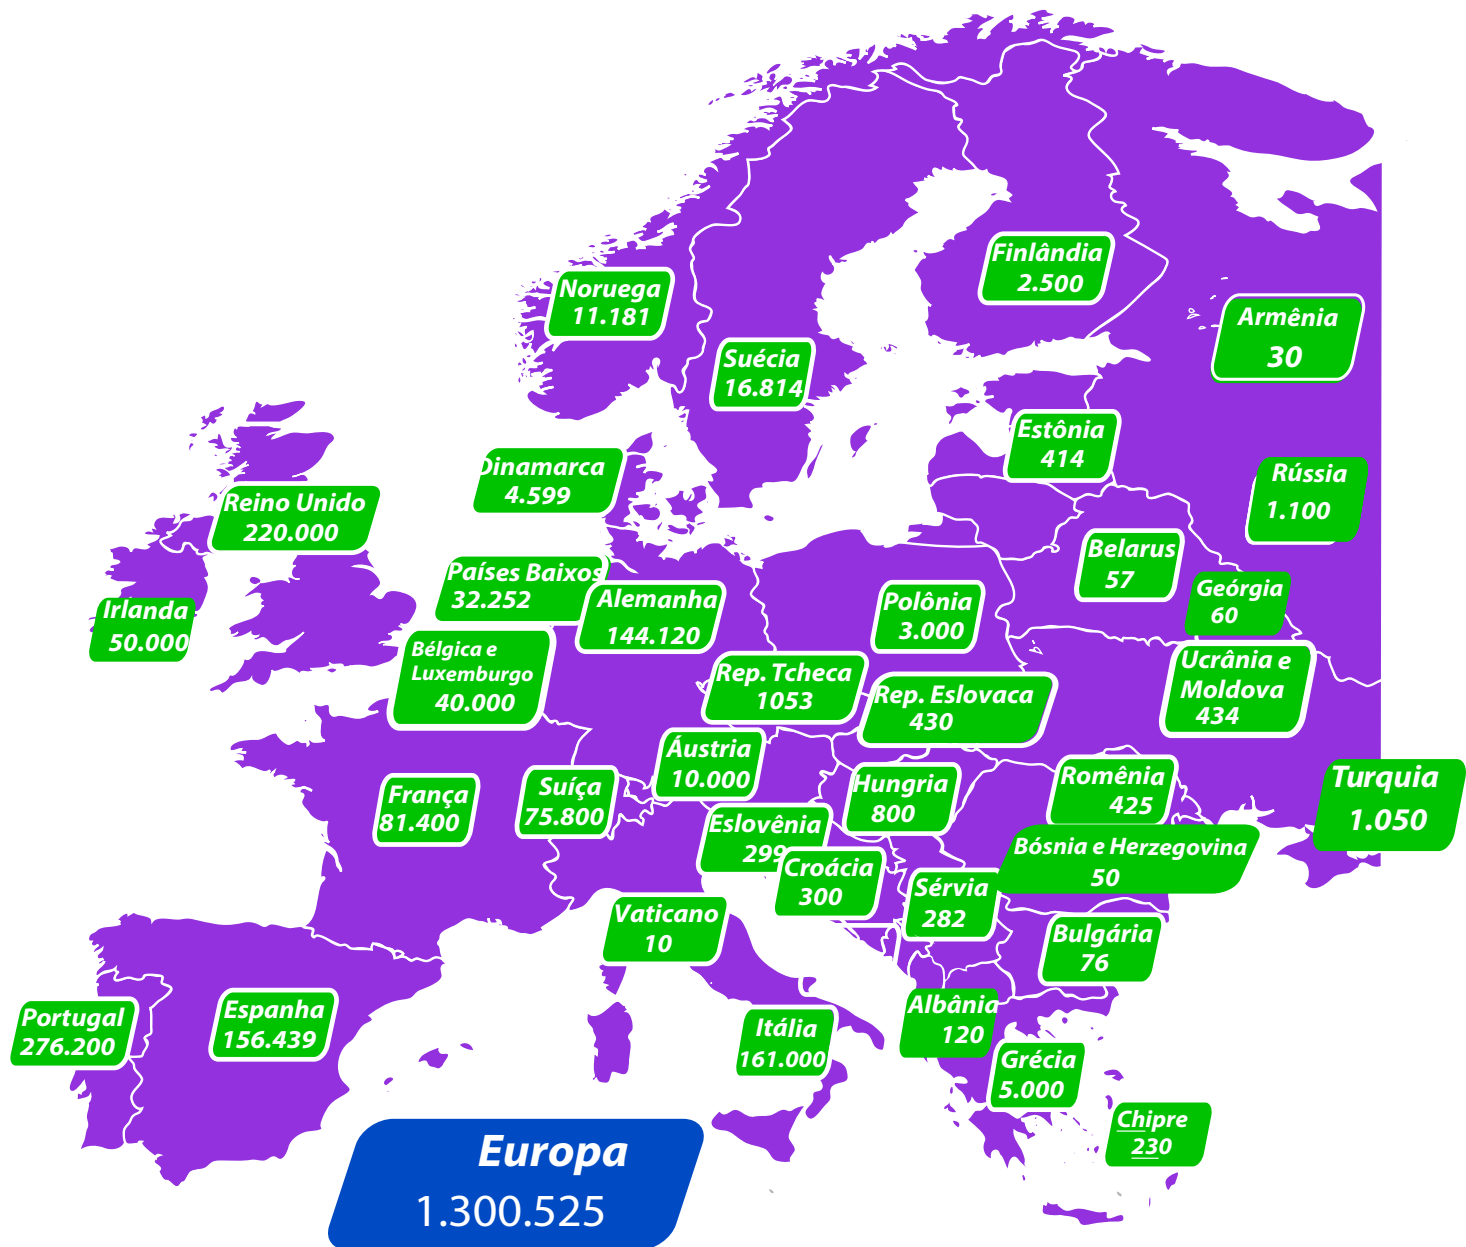 Finlândia
2.500
Noruega
11.181
Armênia
30
Suécia
16.814
Estônia
414
Dinamarca
4.599
Rússia
1.100
Reino Unido
220.000
Belarus
57
Países Baixos
32.252
Geórgia
60
Alemanha
144.120
Polônia
3.000
Irlanda
50.000
Bélgica e
Luxemburgo
40.000
Rep. Tcheca
1053
Ucrânia e
Moldova
434
Rep. Eslovaca
430
Áustria
10.000
Turquia
1.050
Hungria
800
Romênia
425
França
81.400
Suíça
75.800
Eslovênia
299
Bósnia e Herzegovina
50
Croácia
300
Sérvia
282
Vaticano
10
Bulgária
76
Portugal
276.200
Espanha
156.439
Itália
161.000
Albânia
120
Grécia
5.000
Chipre
230
Europa
1.300.525